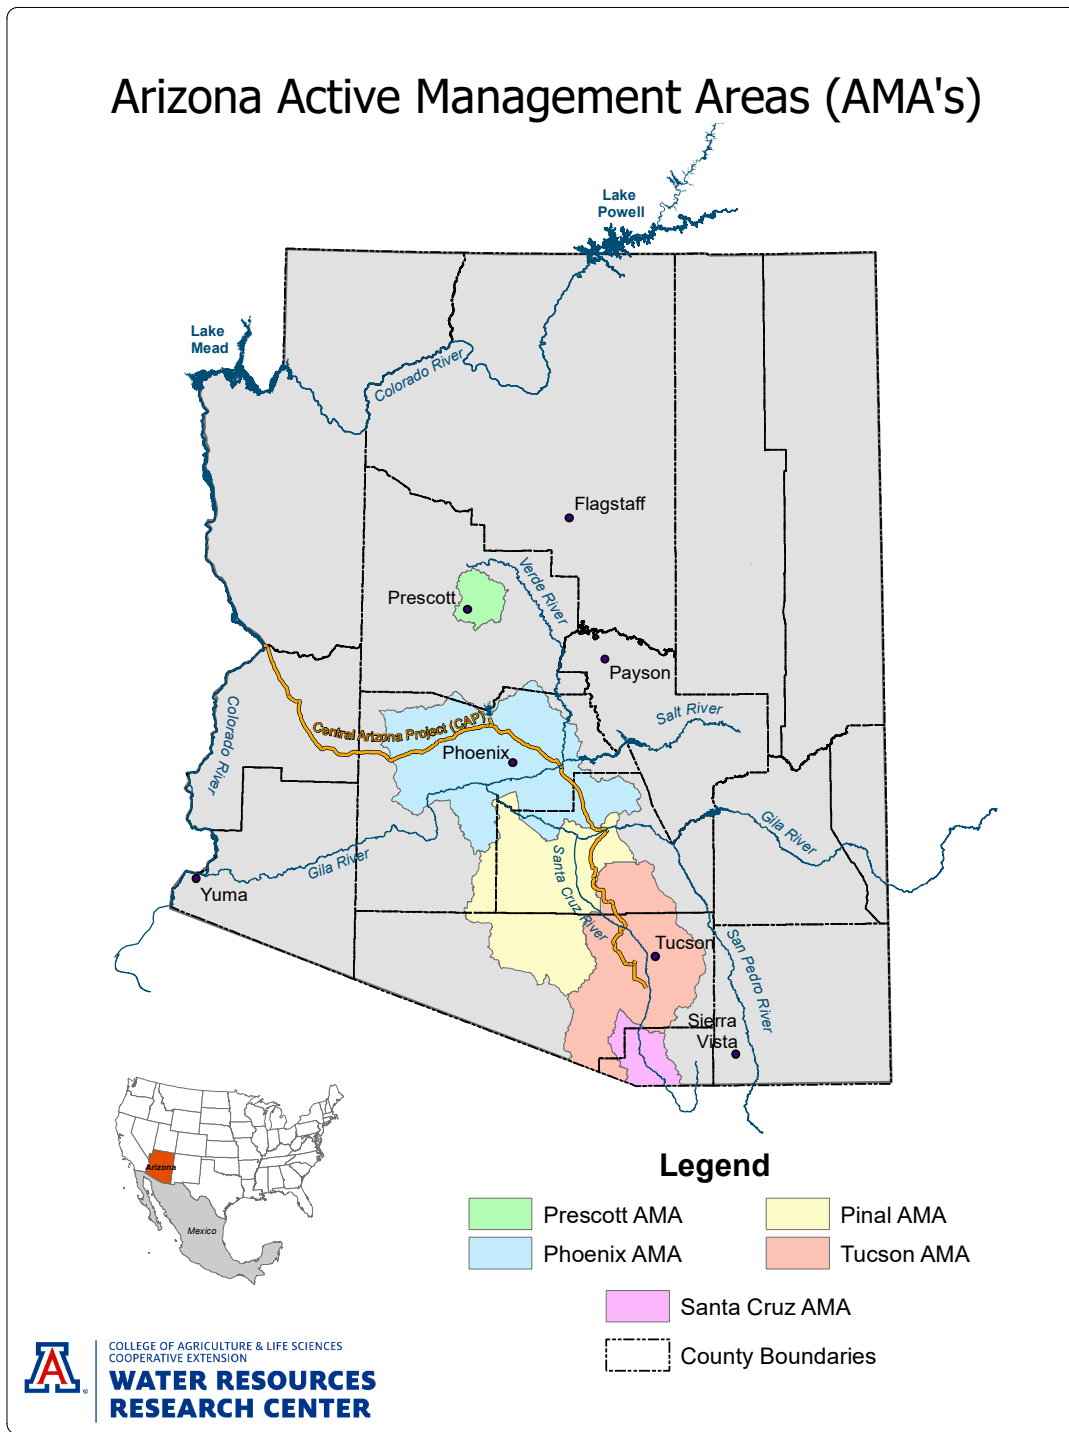 Arizona Active Management Areas (AMA's)
Lake
Powell
Lake
Mead
Colorado River
Flagstaff
Verde River
Prescott
Payson
Colorado River
Salt River
Central Arizona Project (CAP)
Phoenix
Gila River
Gila River
Santa Cruz River
Yuma
San Pedro River
Tucson
Sierra
Vista
Arizona
Mexico
Legend
Prescott AMA
Pinal AMA
Phoenix AMA
Tucson AMA
Santa Cruz AMA
County Boundaries
A
COLLEGE OF AGRICULTURE & LIFE SCIENCES
COOPERATIVE EXTENSION
WATER RESOURCES
RESEARCH CENTER